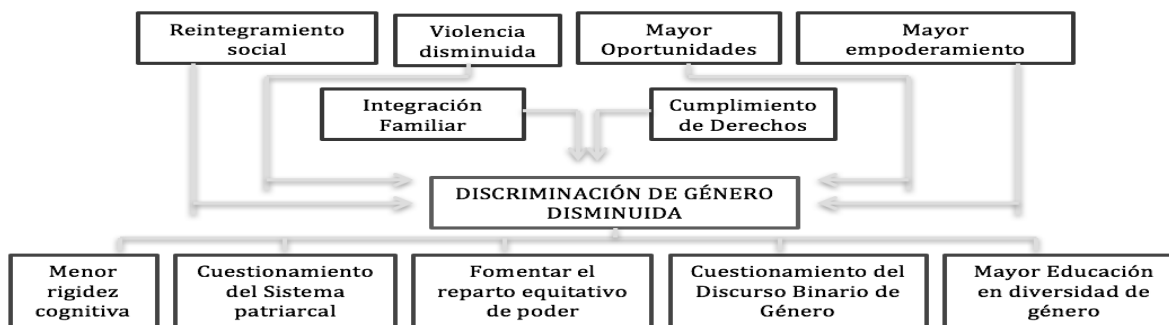 Reintegramiento
social
Violencia
disminuida
Mayor
Oportunidades
Mayor
empoderamiento
Integración
Familiar
Cumplimiento
de Derechos
DISCRIMINACIÓN DE GÉNERO
DISMINUIDA
Menor
rigidez
cognitiva
Cuestionamiento
del Sistema
patriarcal
Fomentar el
reparto equitativo
de poder
Cuestionamiento del
Discurso Binario de
Género
Mayor Educación
en diversidad de
género